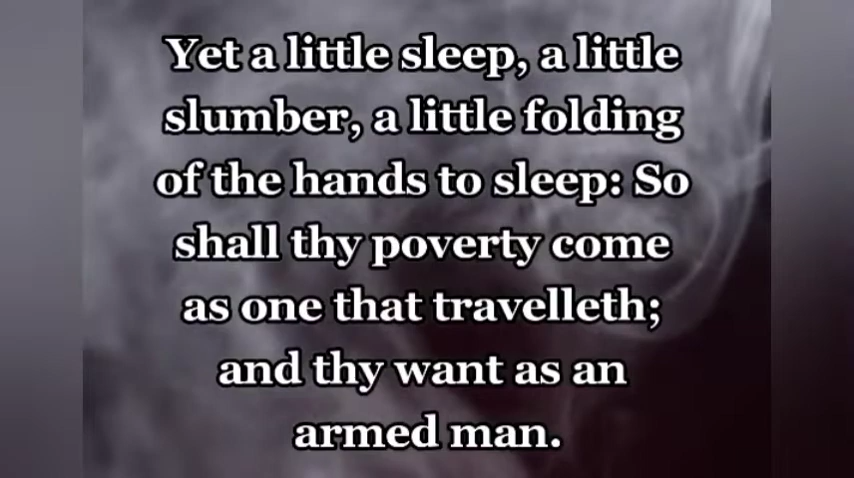 Yet a little sleep, a little
slumber, a little folding
of the hands to sleep: So
shall thy poverty come
as one that travelleth;
and thy want as an
armed man.